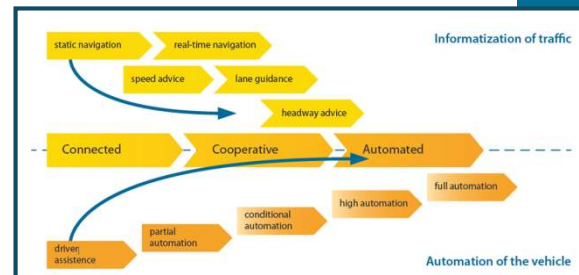 static navigation
real-time navigation
Informatization of traffic
speed advice
lane guidance
headway advice
Connected
Cooperative
Automated
full automation
high automation
conditional
automation
partial
automation
driver
assistence
Automation of the vehicle